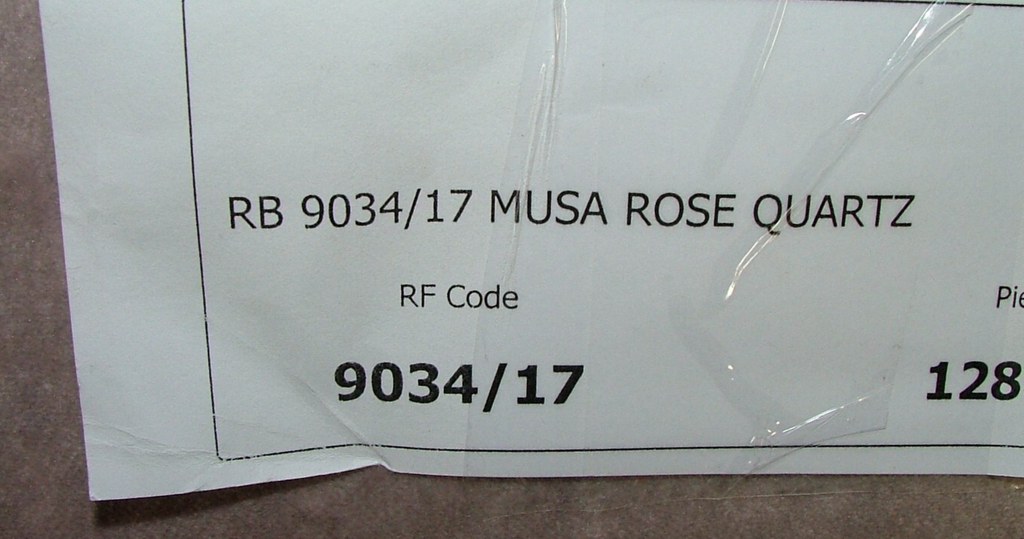 RB 9034/17 MUSA ROSE QUARTZ
RF Code
9034/17
128